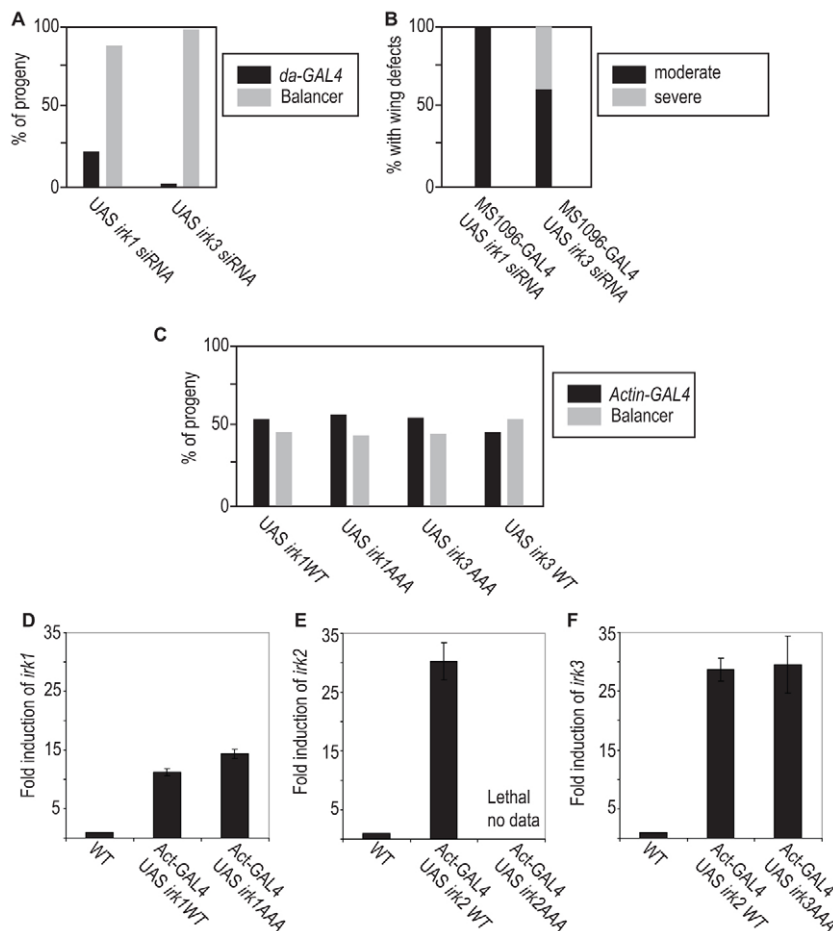 A
100
50
0
% of progeny
UAS irk1 siRNA
UAS irk3 siRNA
da-GAL4
Balancer
B
100
50
0
% with wing defects
MS1096-GAL4
UAS irk1 siRNA
MS1096-GAL4
UAS irk3 siRNA
moderate
severe
C
100
50
0
% of progeny
UAS irk1WT
UAS irk1AAA
UAS irk3 AAA
UAS irk3 WT
Actin-GAL4
Balancer
D
35
25
15
5
Fold induction of irk1
WT
Act-GAL4
UAS irk1WT
Act-GAL4
UAS irk1AAA
E
35
25
15
5
Fold induction of irk2
Lethal
no data
WT
Act-GAL4
UAS irk2 WT
Act-GAL4
UAS irk2AAA
F
35
25
15
5
Fold induction of irk3
WT
Act-GAL4
UAS irk2 WT
Act-GAL4
UAS irk3AAA